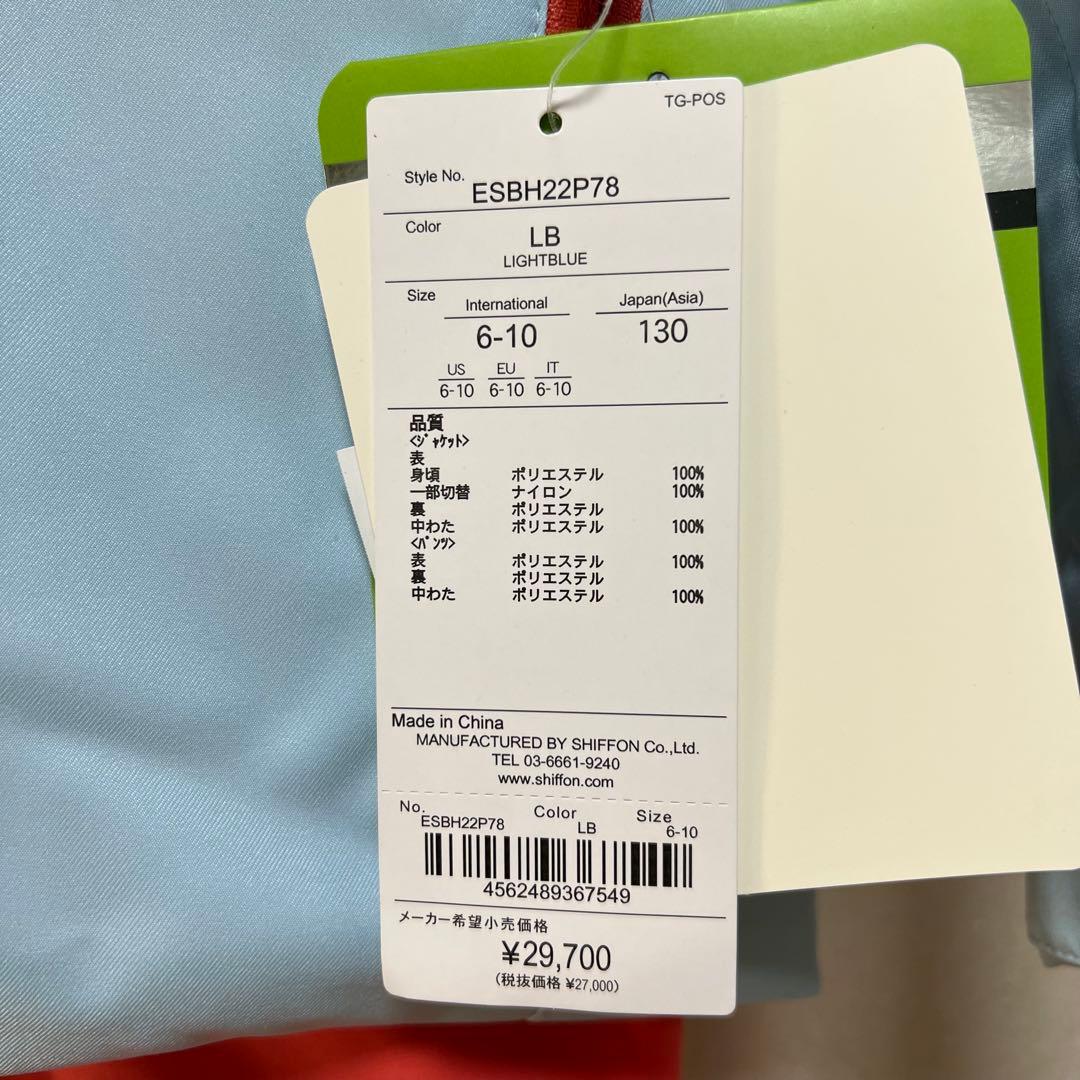 TG-POS
Style No. ESBH22P78
Color LB
LIGHTBLUE
Size International Japan(Asia)
6-10 130
US EU IT
6-10 6-10 6-10
品質
<ｼﾞｬｹｯﾄ>
表
身頃 ポリエステル 100%
一部切替 ナイロン 100%
裏 ポリエステル
中わた ポリエステル 100%
<ﾊﾟﾝﾂ>
表 ポリエステル 100%
裏 ポリエステル
中わた ポリエステル 100%
Made in China
MANUFACTURED BY SHIFFON Co.,Ltd.
TEL 03-6661-9240
www.shiffon.com
No. Color Size
ESBH22P78 LB 6-10
4562489367549
メーカー希望小売価格
¥29,700
(税抜価格 ¥27,000)